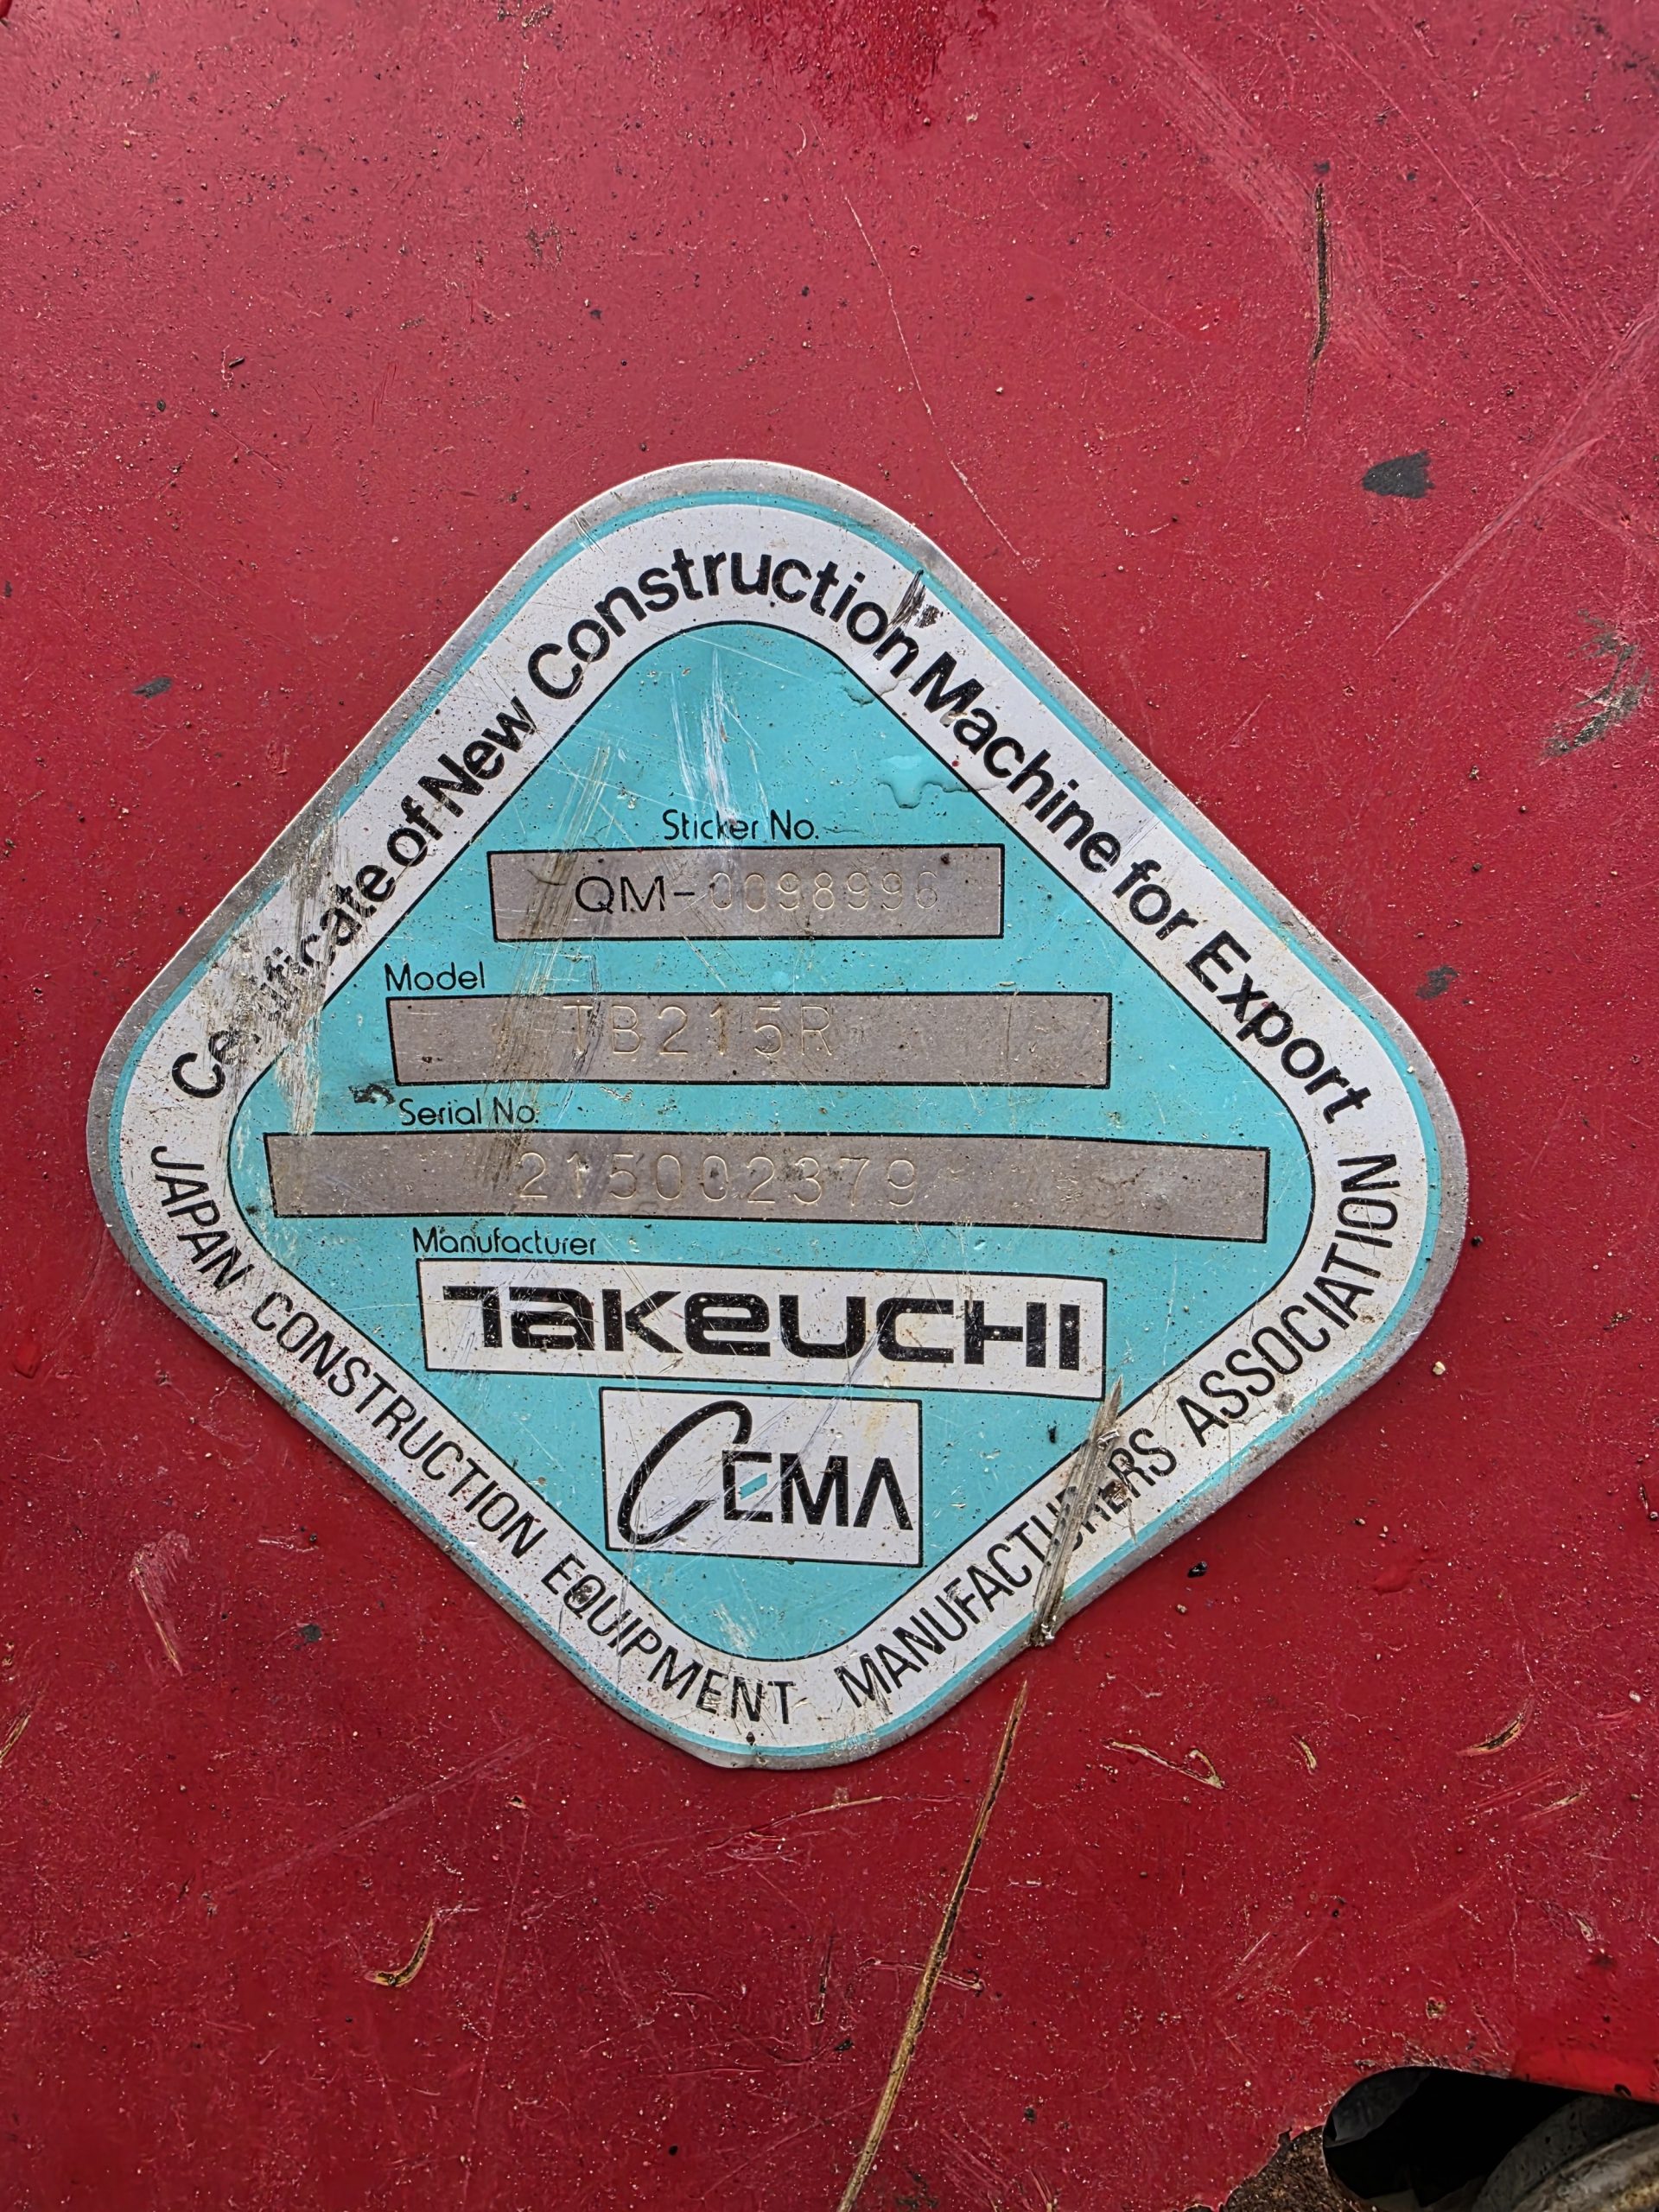 Certificate of New Construction Machine for Export
Sticker No.
QM-0098996
Model
TB215R
Serial No.
215002379
Manufacturer
TAKEUCHI
CEMA
JAPAN CONSTRUCTION EQUIPMENT MANUFACTURERS ASSOCIATION